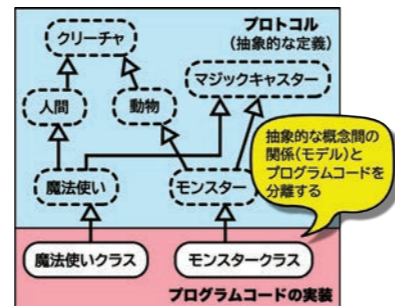 プロトコル
(抽象的な定義)
クリーチャ
マジックキャスター
人間
動物
抽象的な概念間の
関係(モデル)と
プログラムコードを
分離する
魔法使い
モンスター
魔法使いクラス
モンスタークラス
プログラムコードの実装